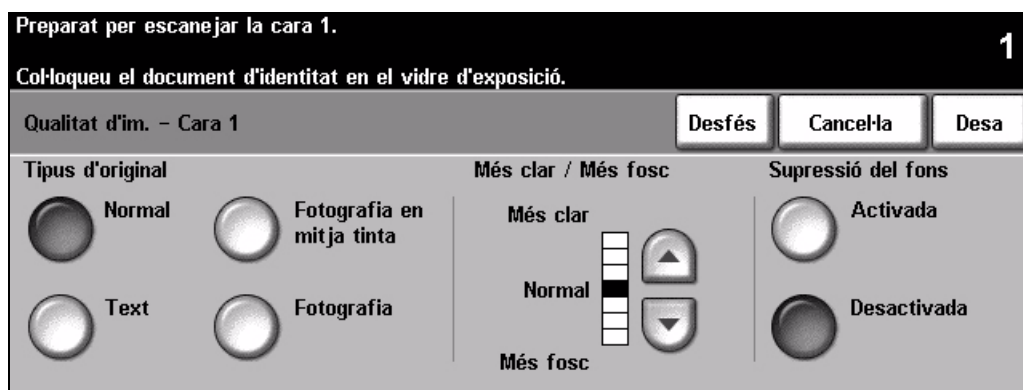 Preparat per escanejar la cara 1.
1
Col·loqueu el document d'identitat en el vidre d'exposició.
Qualitat d'im. – Cara 1
Desfés
Cancel·la
Desa
Tipus d'original
Normal
Fotografia en
mitja tinta
Text
Fotografia
Més clar / Més fosc
Més clar
Normal
Més fosc
Supressió del fons
Activada
Desactivada